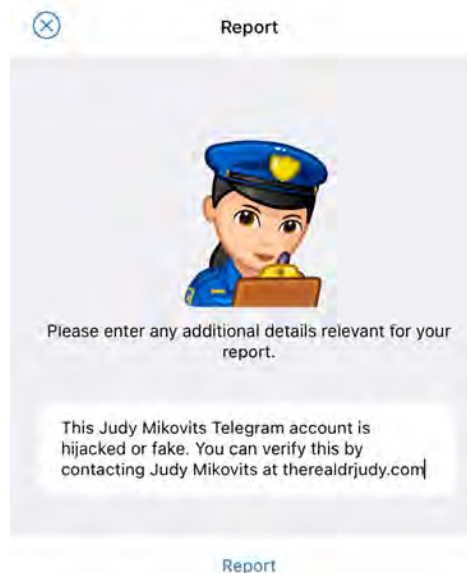 Report
Please enter any additional details relevant for your
report.
This Judy Mikovits Telegram account is
hijacked or fake. You can verify this by
contacting Judy Mikovits at therealdrjudy.com
Report